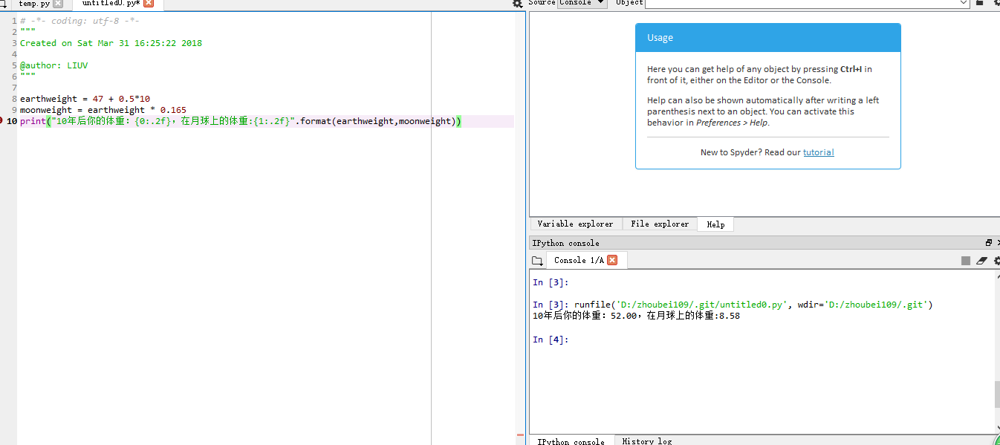 temp.py
untitled0.py*
1 # -*- coding: utf-8 -*-
2 """
3 Created on Sat Mar 31 16:25:22 2018
4
5 @author: LIUV
6 """
7
8 earthweight = 47 + 0.5*10
9 moonweight = earthweight * 0.165
10 print("10年后你的体重：{0:.2f}，在月球上的体重:{1:.2f}".format(earthweight,moonweight))
Source Console Object
Usage
Here you can get help of any object by pressing Ctrl+I in
front of it, either on the Editor or the Console.
Help can also be shown automatically after writing a left
parenthesis next to an object. You can activate this
behavior in Preferences > Help.
New to Spyder? Read our tutorial
Variable explorer File explorer Help
IPython console
Console 1/A
In [3]:
In [3]: runfile('D:/zhoubei109/.git/untitled0.py', wdir='D:/zhoubei109/.git')
10年后你的体重：52.00，在月球上的体重:8.58
In [4]:
IPython console History log